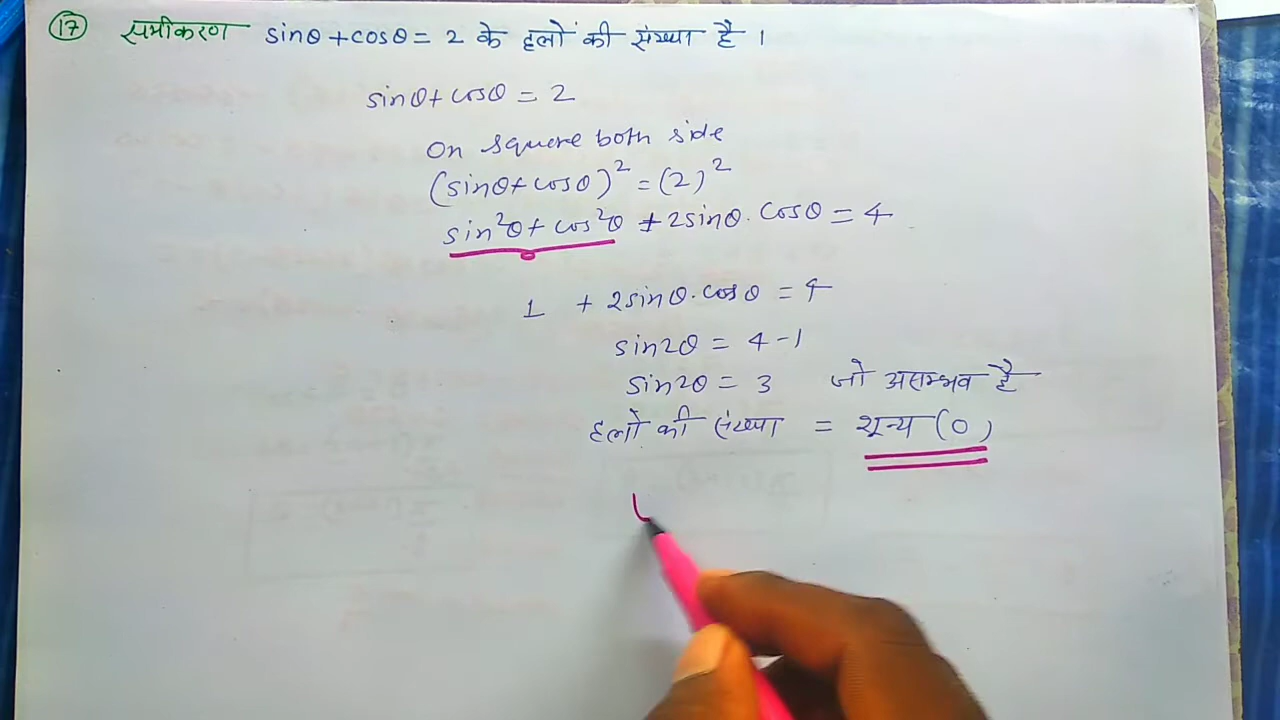 17 समीकरण sinθ+cosθ= 2 के हलों की संख्या है ।
sinθ+cosθ = 2
On squere both side
(sinθ+cosθ)²=(2)²
sin²θ+cos²θ+2sinθ.cosθ=4
1 + 2sinθ.cosθ = 4
sin2θ = 4-1
sin2θ = 3 जो असम्भव है
हलो की संख्या = शून्य (0)